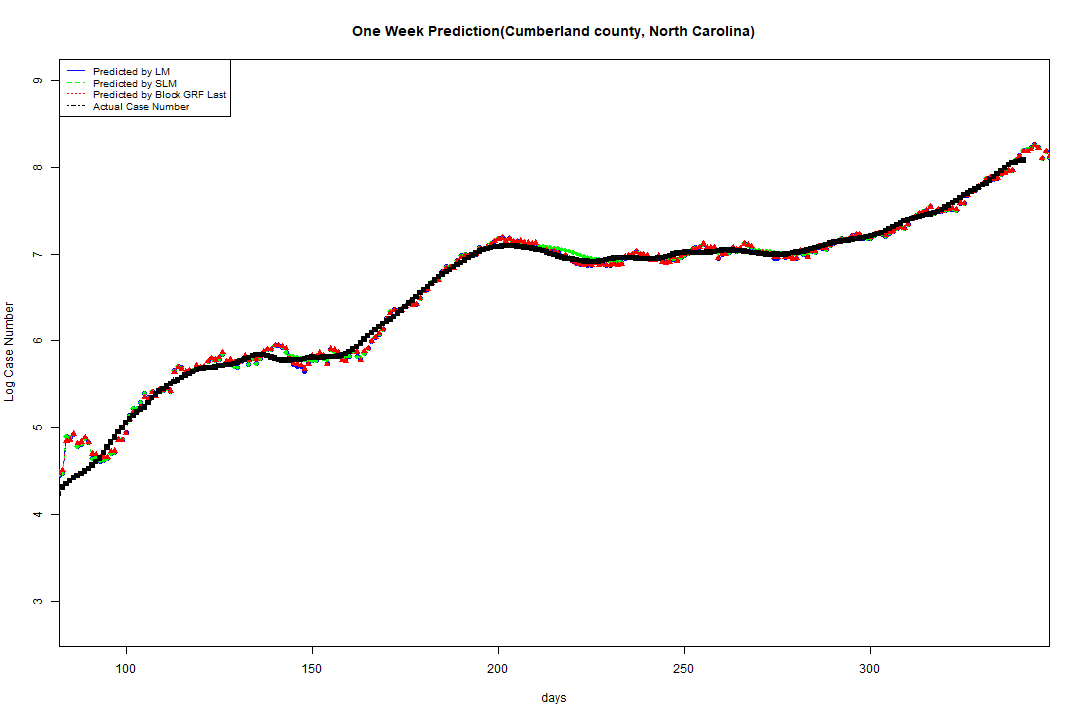 One Week Prediction(Cumberland county, North Carolina)
Predicted by LM
Predicted by SLM
Predicted by Block GRF Last
Actual Case Number
9
8
7
6
5
4
3
Log Case Number
100 150 200 250 300
days